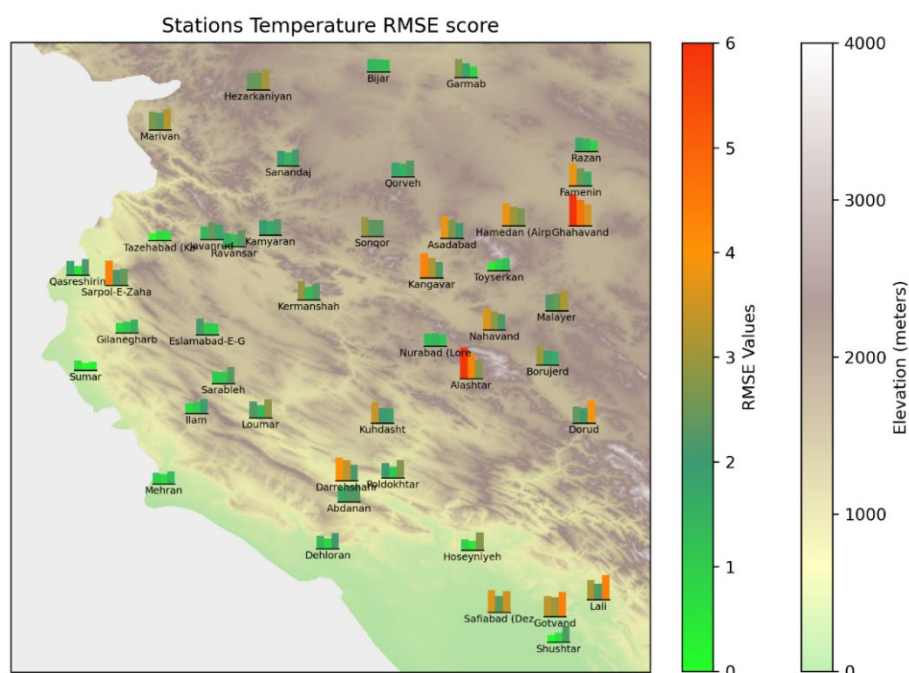 Stations Temperature RMSE score
Bijar
Garmab
Hezarkaniyan
Marivan
Razan
Sanandaj
Qorveh
Famenin
Tazehabad (Ke
Javanrud
Ravansar
Kamyaran
Sonqor
Asadabad
Hamedan (Airp
Ghahavand
Qasreshirin
Sarpol-E-Zaha
Kangavar
Toyserkan
Kermanshah
Malayer
Gilanegharb
Eslamabad-E-G
Nahavand
Nurabad (Lore
Sumar
Sarableh
Alashtar
Borujerd
Ilam
Loumar
Kuhdasht
Dorud
Mehran
Darrehshahr
Poldokhtar
Abdanan
Dehloran
Hoseyniyeh
Lali
Safiabad (Dez
Gotvand
Shushtar
6
5
4
3
2
1
0
RMSE Values
4000
3000
2000
1000
0
Elevation (meters)